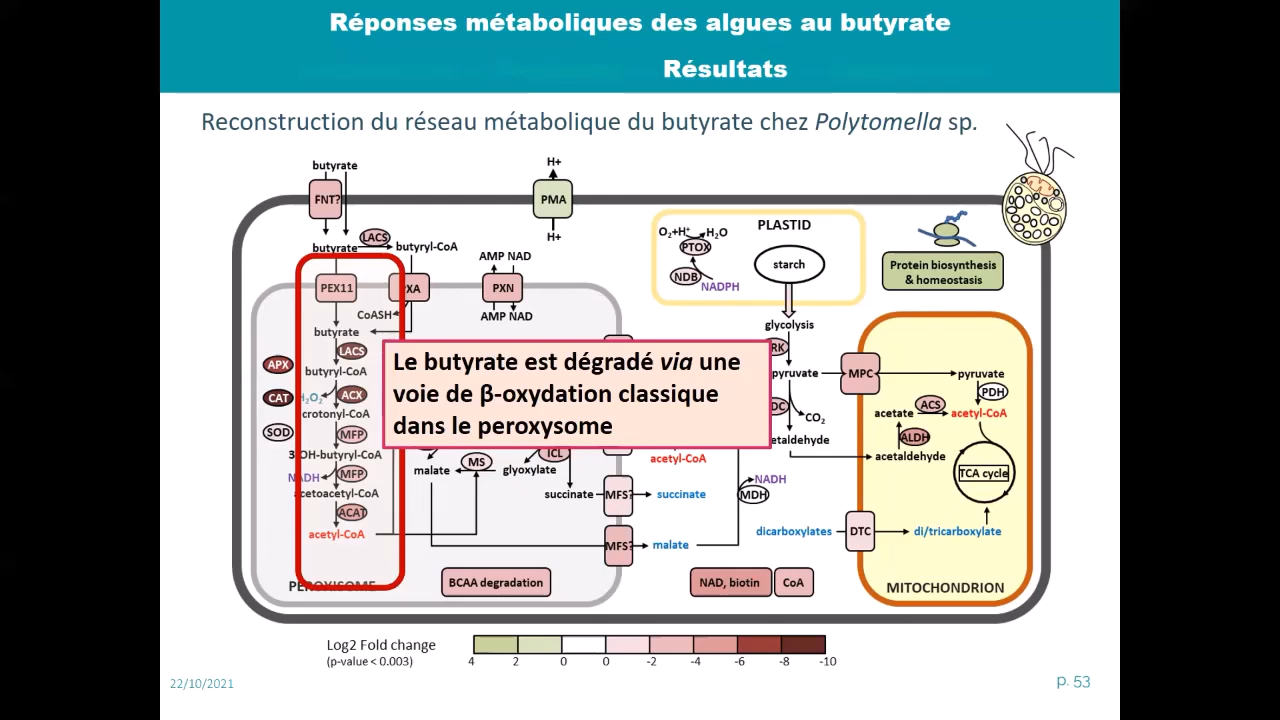 Réponses métaboliques des algues au butyrate
Résultats
Reconstruction du réseau métabolique du butyrate chez Polytomella sp.
butyrate
H+
FNT?
PMA
H+
butyrate
LACS
butyryl-CoA
AMP NAD
PEX11
XA
PXN
CoASH
AMP NAD
butyrate
LACS
APX
butyryl-CoA
CAT
H₂O₂
ACX
crotonyl-CoA
SOD
MFP
3-OH-butyryl-CoA
NADH
MFP
acetoacetyl-CoA
ACAT
acetyl-CoA
PEROXISOME
Le butyrate est dégradé via une
voie de β-oxydation classique
dans le peroxysome
malate
MS
glyoxylate
ICL
succinate
MFS?
succinate
acetyl-CoA
MFS?
malate
NADH
MDH
BCAA degradation
NAD, biotin
CoA
PLASTID
O₂+H⁺
H₂O
PTOX
NDB
NADPH
starch
Protein biosynthesis
& homeostasis
glycolysis
RK
pyruvate
MPC
pyruvate
DC
CO₂
PDH
acetate
ACS
acetyl-CoA
etaldehyde
ALDH
acetaldehyde
TCA cycle
dicarboxylates
DTC
di/tricarboxylate
MITOCHONDRION
Log2 Fold change
(p-value < 0.003)
4 2 0 0 -2 -4 -6 -8 -10
22/10/2021
p. 53